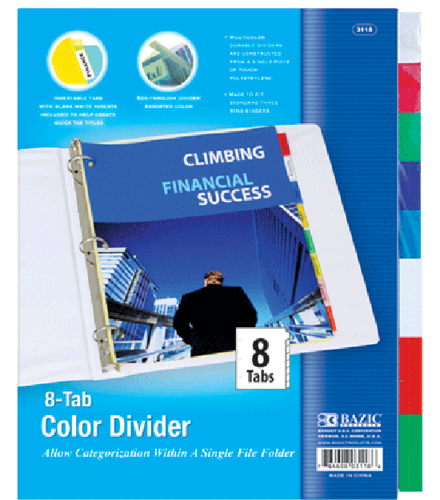 3118
INSERTABLE TABS
WITH BLANK WHITE INSERTS
INCLUDED TO HELP CREATE
QUICK TAB TITLES
SEE-THROUGH DIVIDER
ASSORTED COLOR
• MULTICOLOR
DURABLE DIVIDERS
ARE CONSTRUCTED
FROM A SINGLE PIECE
OF TOUGH
POLYETHYLENE.
• MADE TO FIT
STANDARD THREE
RING BINDERS
CLIMBING
FINANCIAL
SUCCESS
8
Tabs
8-Tab
Color Divider
Allow Categorization Within A Single File Folder
BAZIC
PRODUCTS
MADE IN CHINA